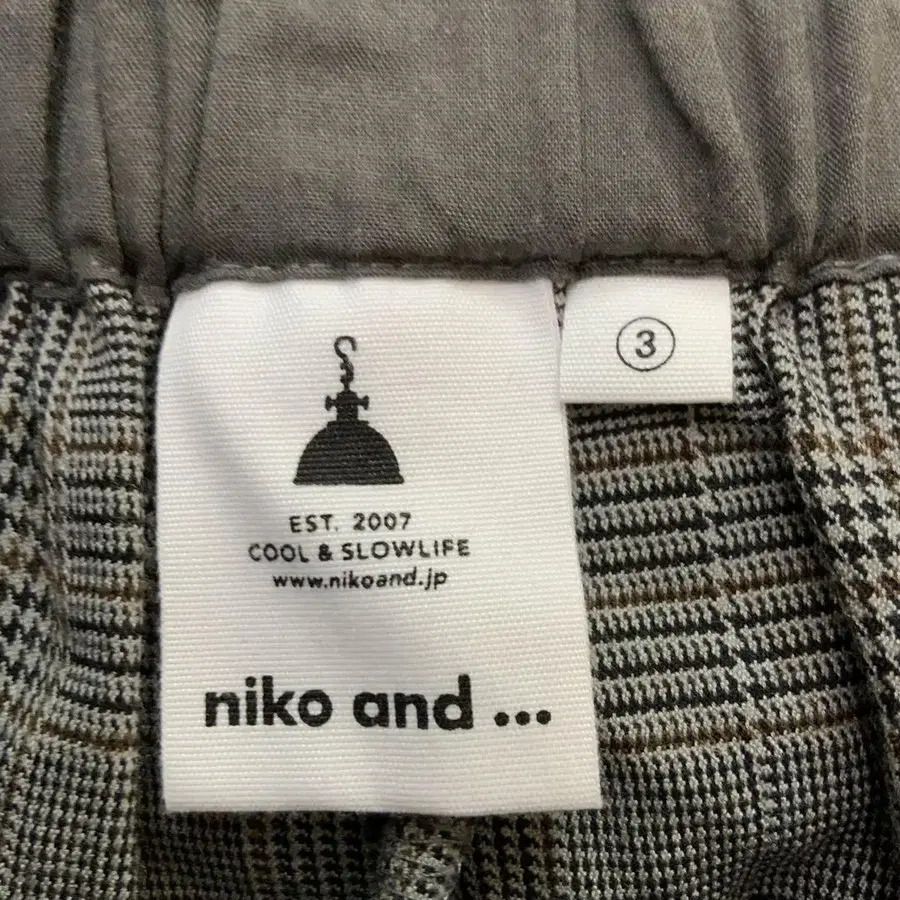 ③
EST. 2007
COOL & SLOWLIFE
www.nikoand.jp
niko and ...